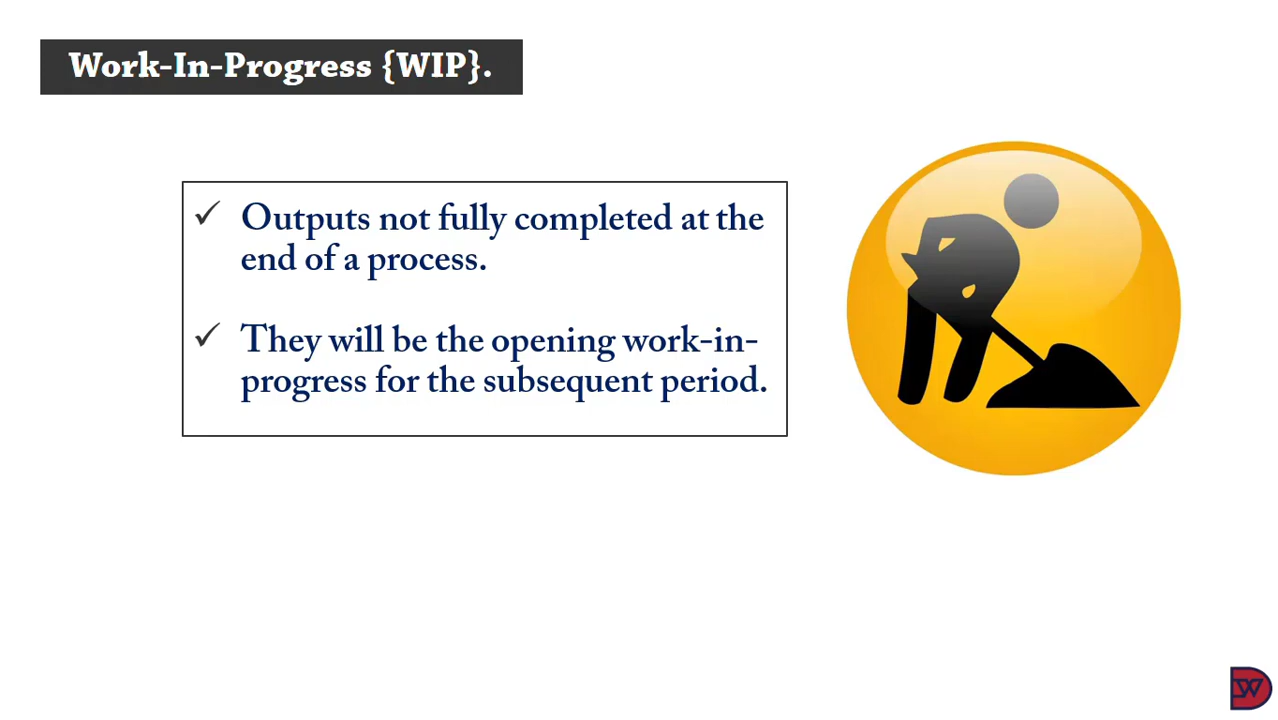 Work-In-Progress {WIP}.
✓ Outputs not fully completed at the
end of a process.
✓ They will be the opening work-in-
progress for the subsequent period.
DW